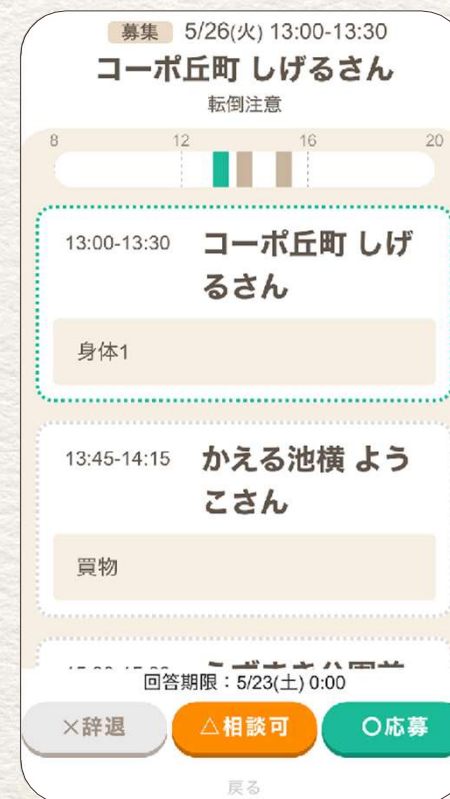 募集 5/26(火) 13:00-13:30
コーポ丘町 しげるさん
転倒注意
8 12 16 20
13:00-13:30 コーポ丘町 しげ
るさん
身体1
13:45-14:15 かえる池横 よう
こさん
買物
回答期限：5/23(土) 0:00
×辞退 △相談可 〇応募
戻る